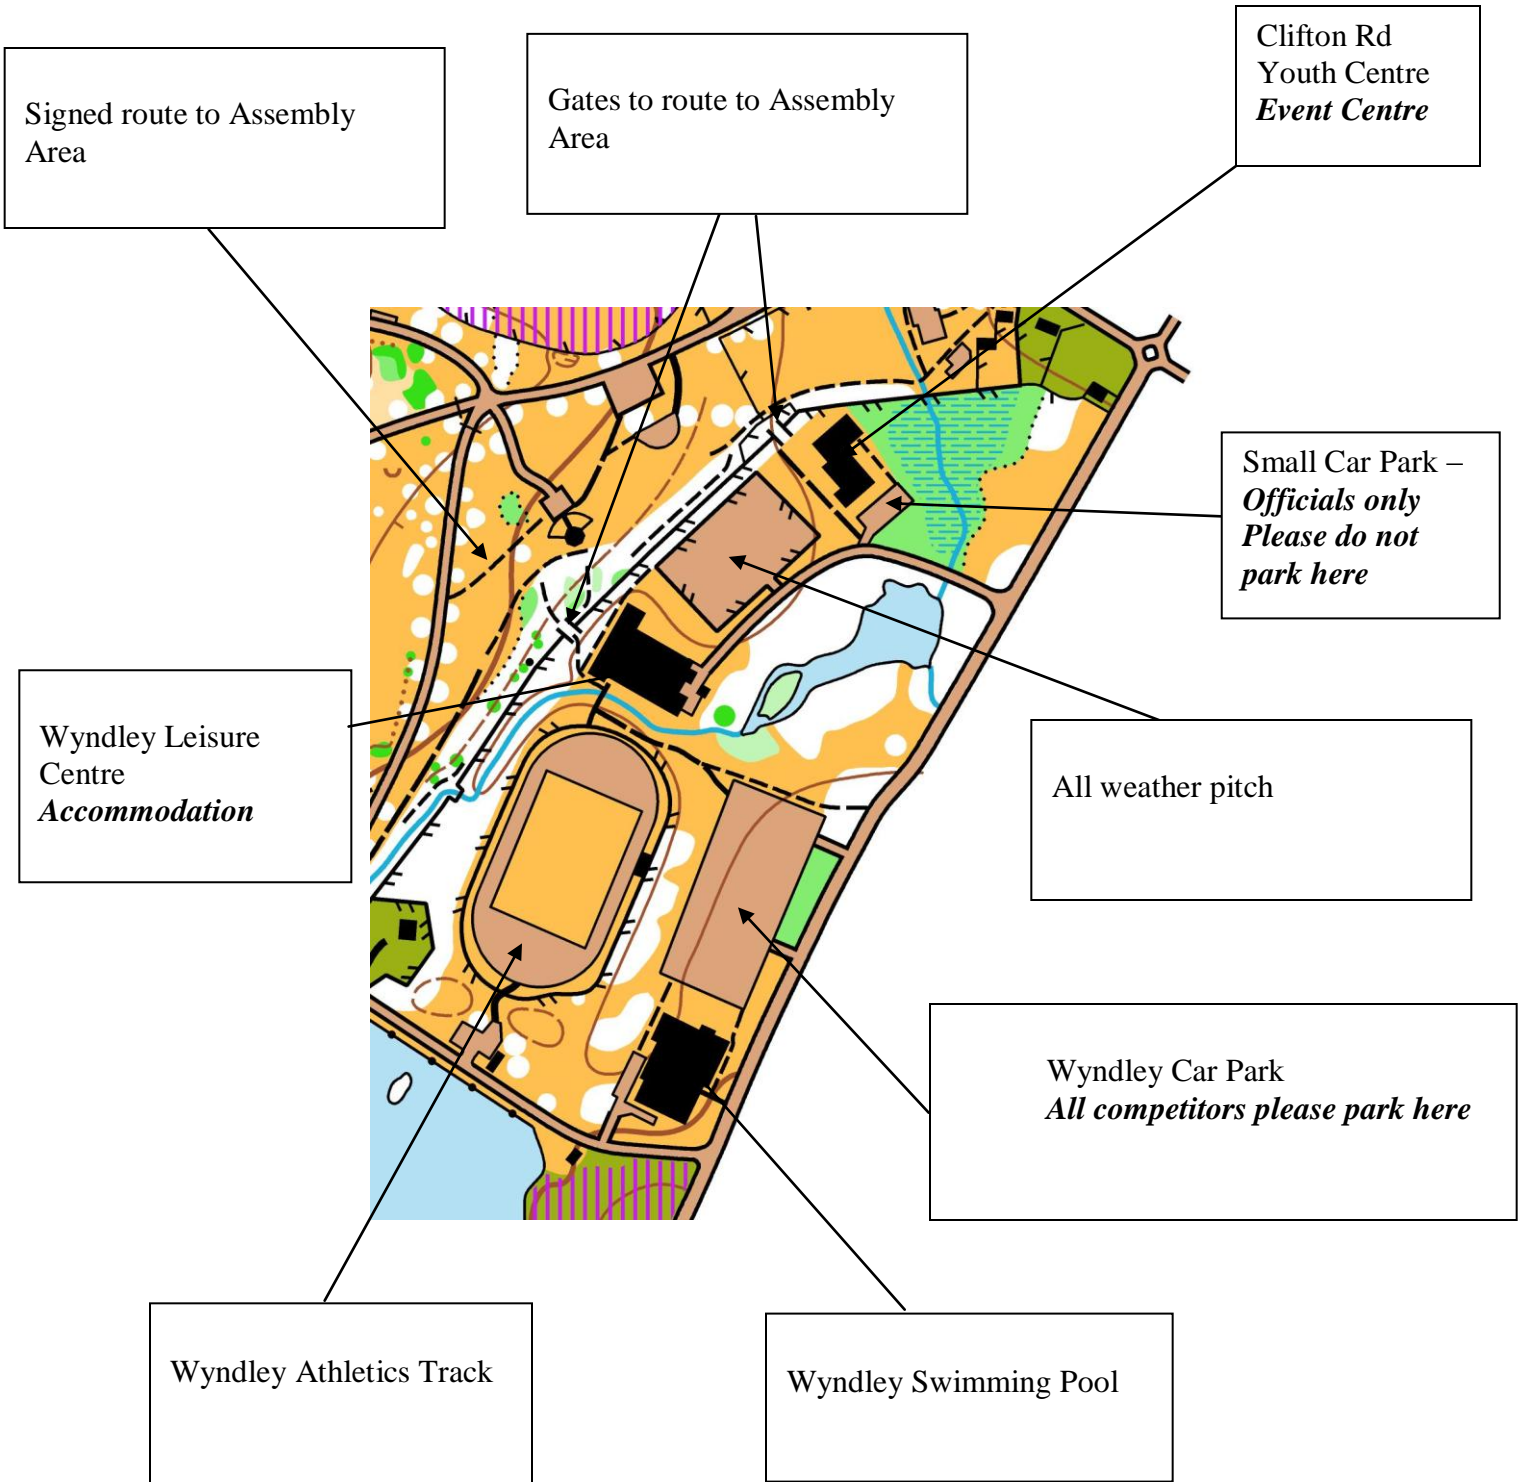 Clifton Rd
Youth Centre
Event Centre
Signed route to Assembly
Area
Gates to route to Assembly
Area
Small Car Park –
Officials only
Please do not
park here
Wyndley Leisure
Centre
Accommodation
All weather pitch
Wyndley Car Park
All competitors please park here
Wyndley Athletics Track
Wyndley Swimming Pool